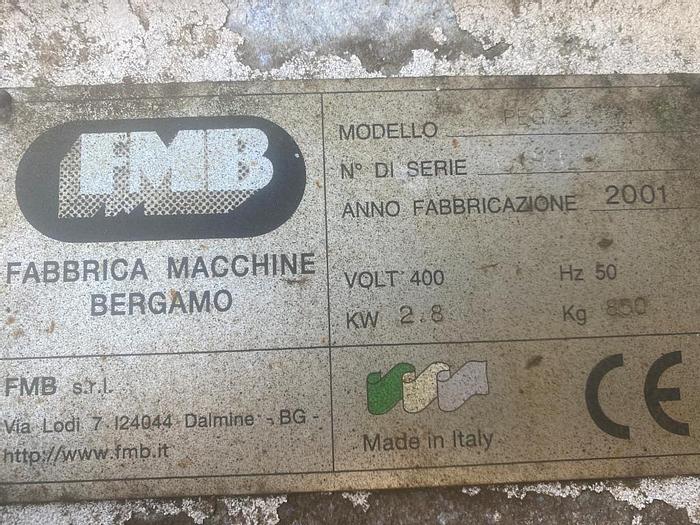 FMB
FABBRICA MACCHINE
BERGAMO
MODELLO
N° DI SERIE
ANNO FABBRICAZIONE 2001
VOLT 400 Hz 50
KW 2.8 Kg 850
FMB s.r.l.
Via Lodi 7 I24044 Dalmine - BG -
http://www.fmb.it
Made in Italy
CE